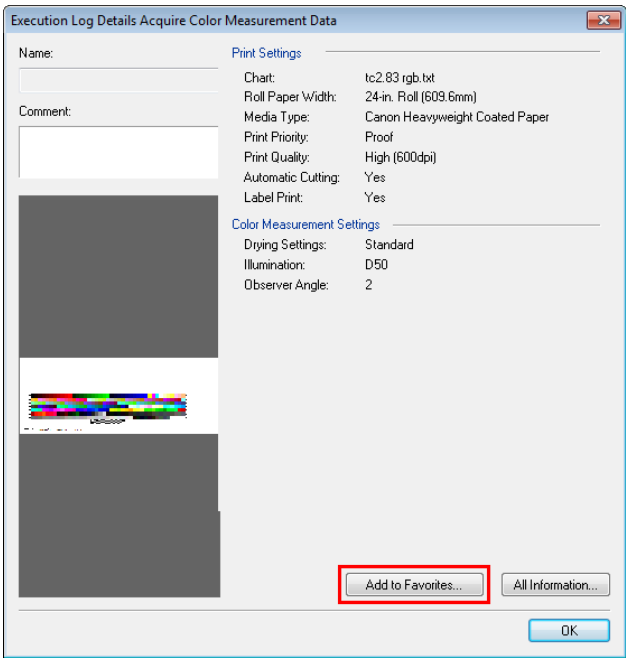 Execution Log Details Acquire Color Measurement Data
Name:
Comment:
Print Settings
Chart: tc2.83 rgb.txt
Roll Paper Width: 24-in. Roll (609.6mm)
Media Type: Canon Heavyweight Coated Paper
Print Priority: Proof
Print Quality: High (600dpi)
Automatic Cutting: Yes
Label Print: Yes
Color Measurement Settings
Drying Settings: Standard
Illumination: D50
Observer Angle: 2
Add to Favorites...
All Information...
OK